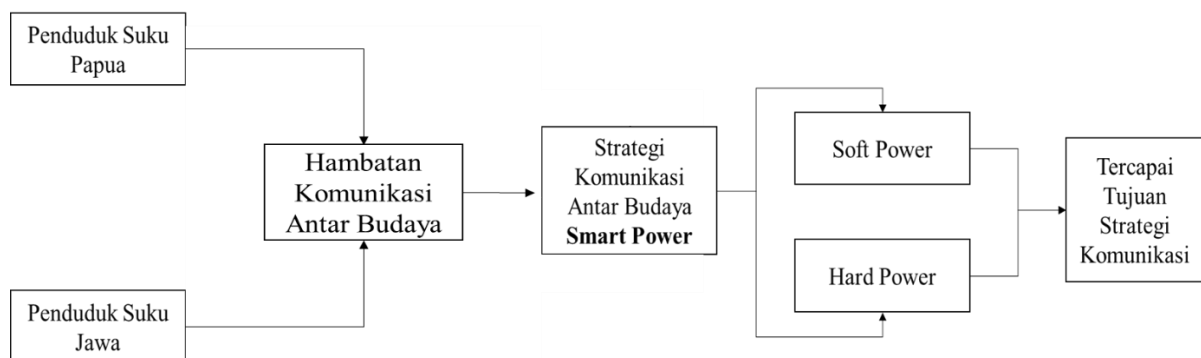 Penduduk Suku
Papua
Hambatan
Komunikasi
Antar Budaya
Penduduk Suku
Jawa
Strategi
Komunikasi
Antar Budaya
Smart Power
Soft Power
Hard Power
Tercapai
Tujuan
Strategi
Komunikasi